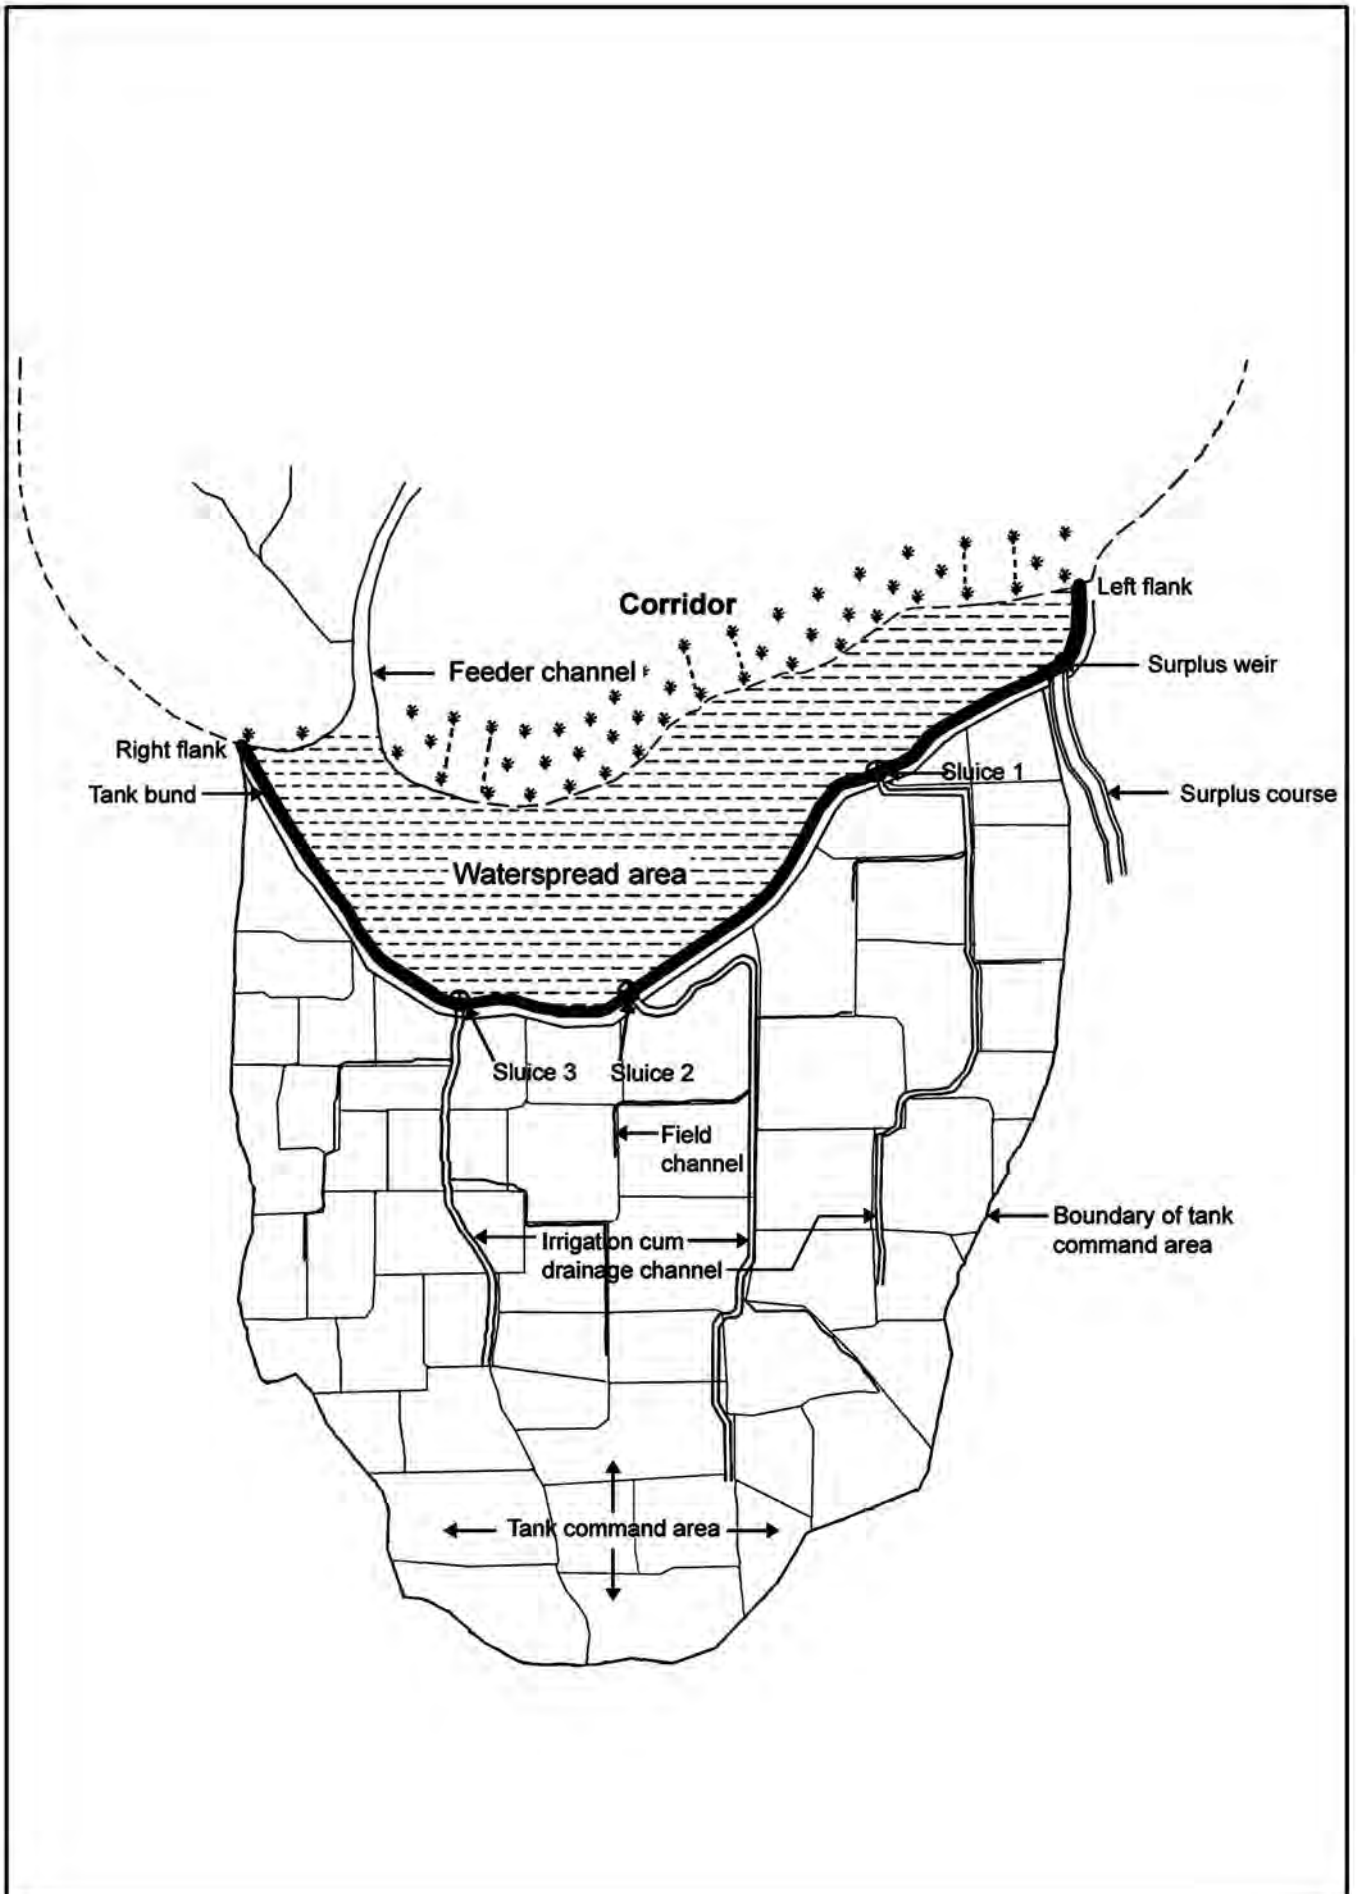 Corridor
Left flank
Feeder channel
Surplus weir
Right flank
Tank bund
Sluice 1
Surplus course
Waterspread area
Sluice 3
Sluice 2
Field
channel
Irrigation cum
drainage channel
Boundary of tank
command area
Tank command area